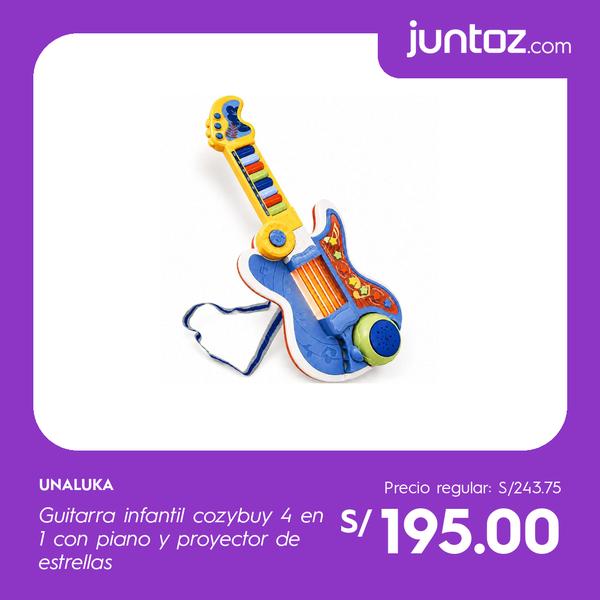 juntoz.com
UNALUKA
Guitarra infantil cozybuy 4 en
1 con piano y proyector de
estrellas
Precio regular: S/243.75
S/195.00